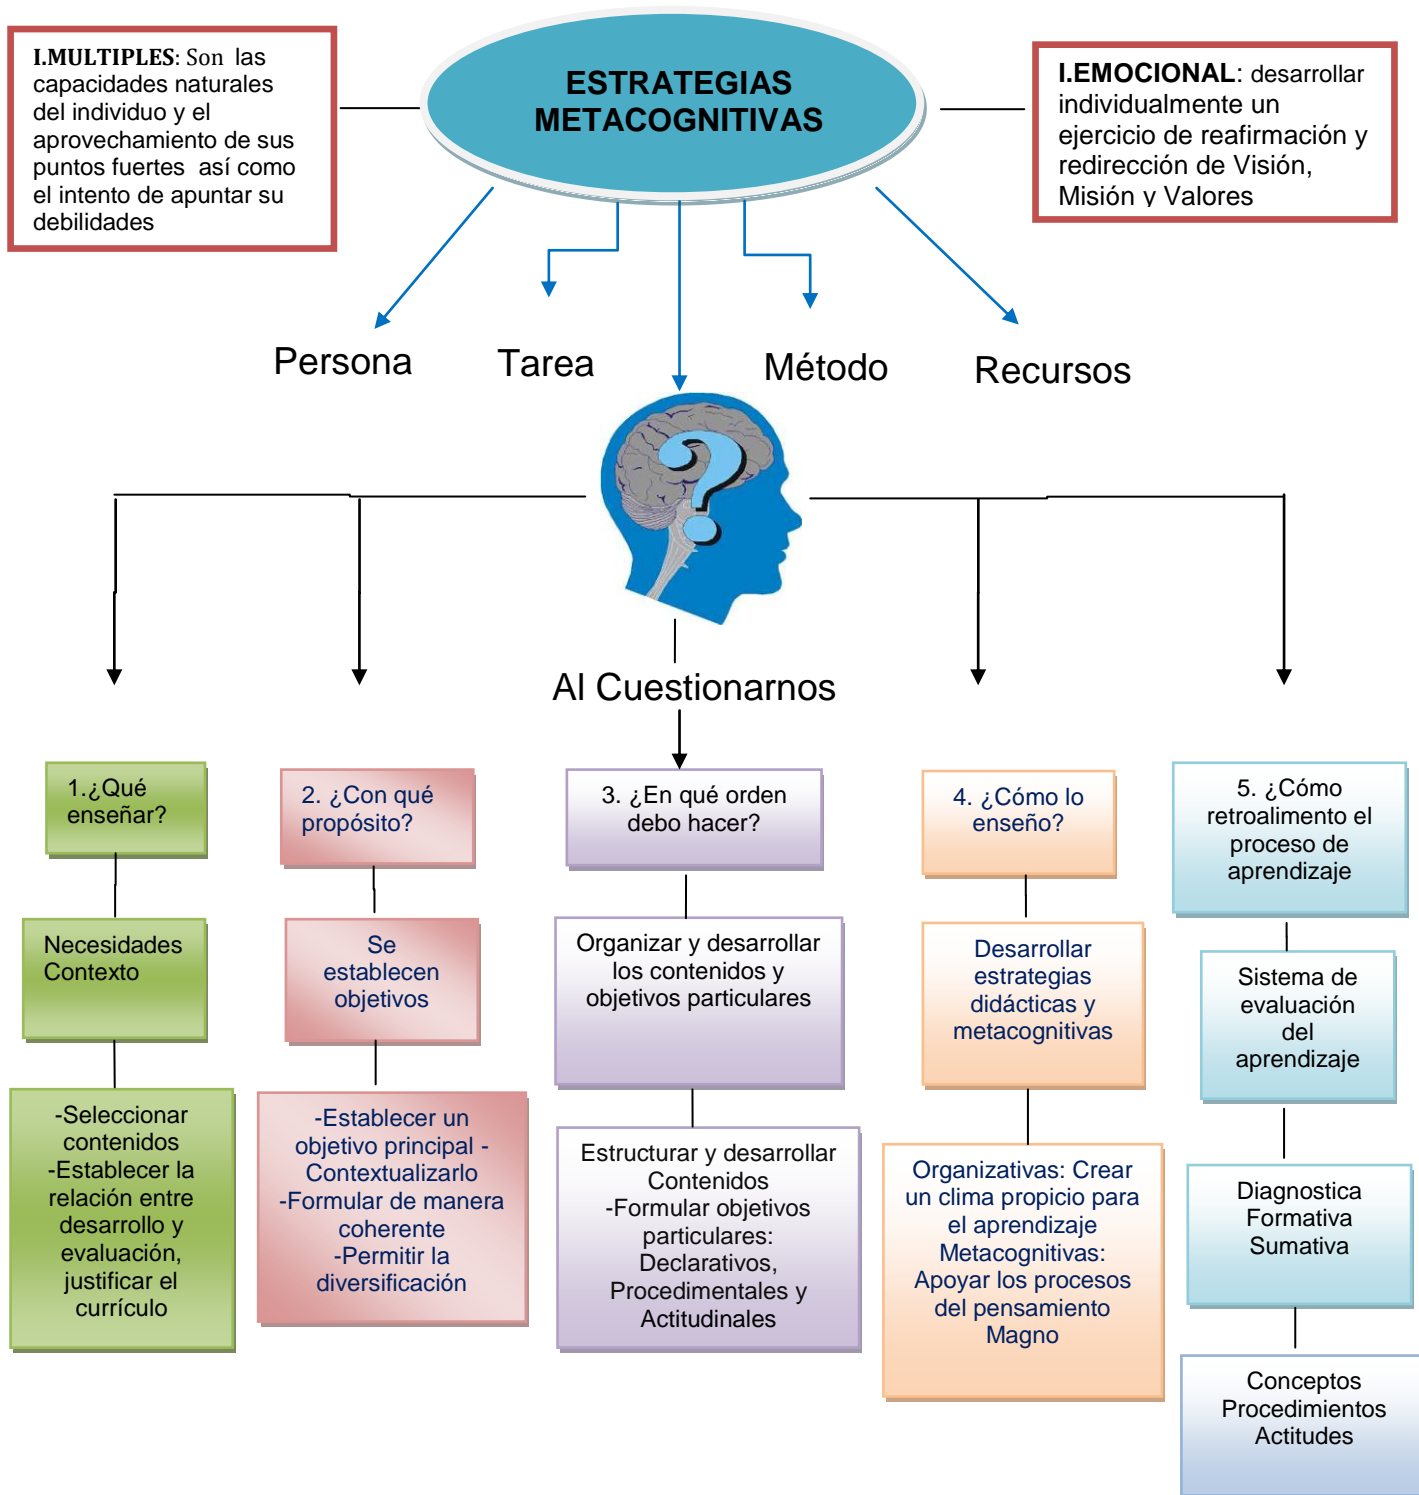 I.MULTIPLES: Son las
capacidades naturales
del individuo y el
aprovechamiento de sus
puntos fuertes así como
el intento de apuntar su
debilidades
ESTRATEGIAS
METACOGNITIVAS
I.EMOCIONAL: desarrollar
individualmente un
ejercicio de reafirmación y
redirección de Visión,
Misión y Valores
Persona
Tarea
Método
Recursos
?
Al Cuestionarnos
1.¿Qué
enseñar?
Necesidades
Contexto
-Seleccionar
contenidos
-Establecer la
relación entre
desarrollo y
evaluación,
justificar el
currículo
2. ¿Con qué
propósito?
Se
establecen
objetivos
-Establecer un
objetivo principal -
Contextualizarlo
-Formular de manera
coherente
-Permitir la
diversificación
3. ¿En qué orden
debo hacer?
Organizar y desarrollar
los contenidos y
objetivos particulares
Estructurar y desarrollar
Contenidos
-Formular objetivos
particulares:
Declarativos,
Procedimentales y
Actitudinales
4. ¿Cómo lo
enseño?
Desarrollar
estrategias
didácticas y
metacognitivas
Organizativas: Crear
un clima propicio para
el aprendizaje
Metacognitivas:
Apoyar los procesos
del pensamiento
Magno
5. ¿Cómo
retroalimento el
proceso de
aprendizaje
Sistema de
evaluación
del
aprendizaje
Diagnostica
Formativa
Sumativa
Conceptos
Procedimientos
Actitudes